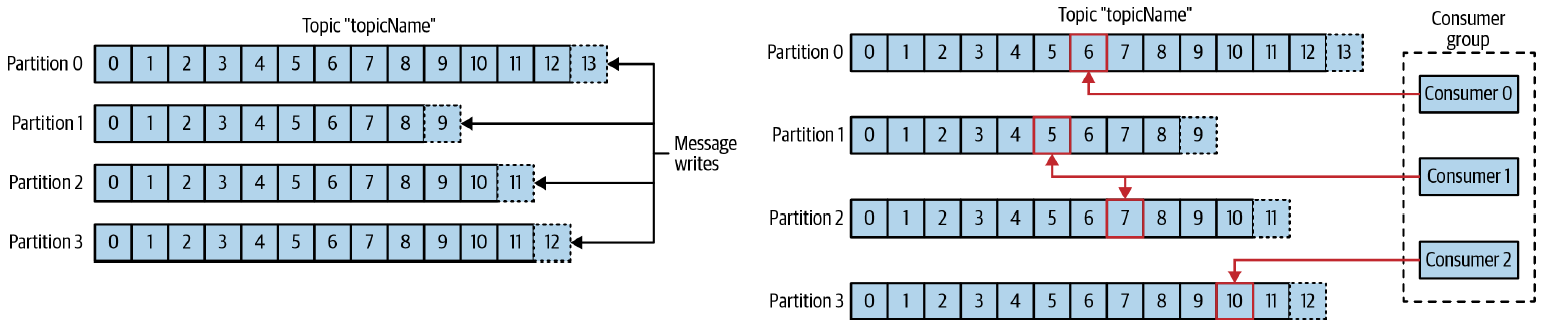 Topic "topicName"
Partition 0 0 1 2 3 4 5 6 7 8 9 10 11 12 13
Partition 1 0 1 2 3 4 5 6 7 8 9
Partition 2 0 1 2 3 4 5 6 7 8 9 10 11
Partition 3 0 1 2 3 4 5 6 7 8 9 10 11 12
Message
writes
Topic "topicName"
Partition 0 0 1 2 3 4 5 6 7 8 9 10 11 12 13
Partition 1 0 1 2 3 4 5 6 7 8 9
Partition 2 0 1 2 3 4 5 6 7 8 9 10 11
Partition 3 0 1 2 3 4 5 6 7 8 9 10 11 12
Consumer
group
Consumer 0
Consumer 1
Consumer 2